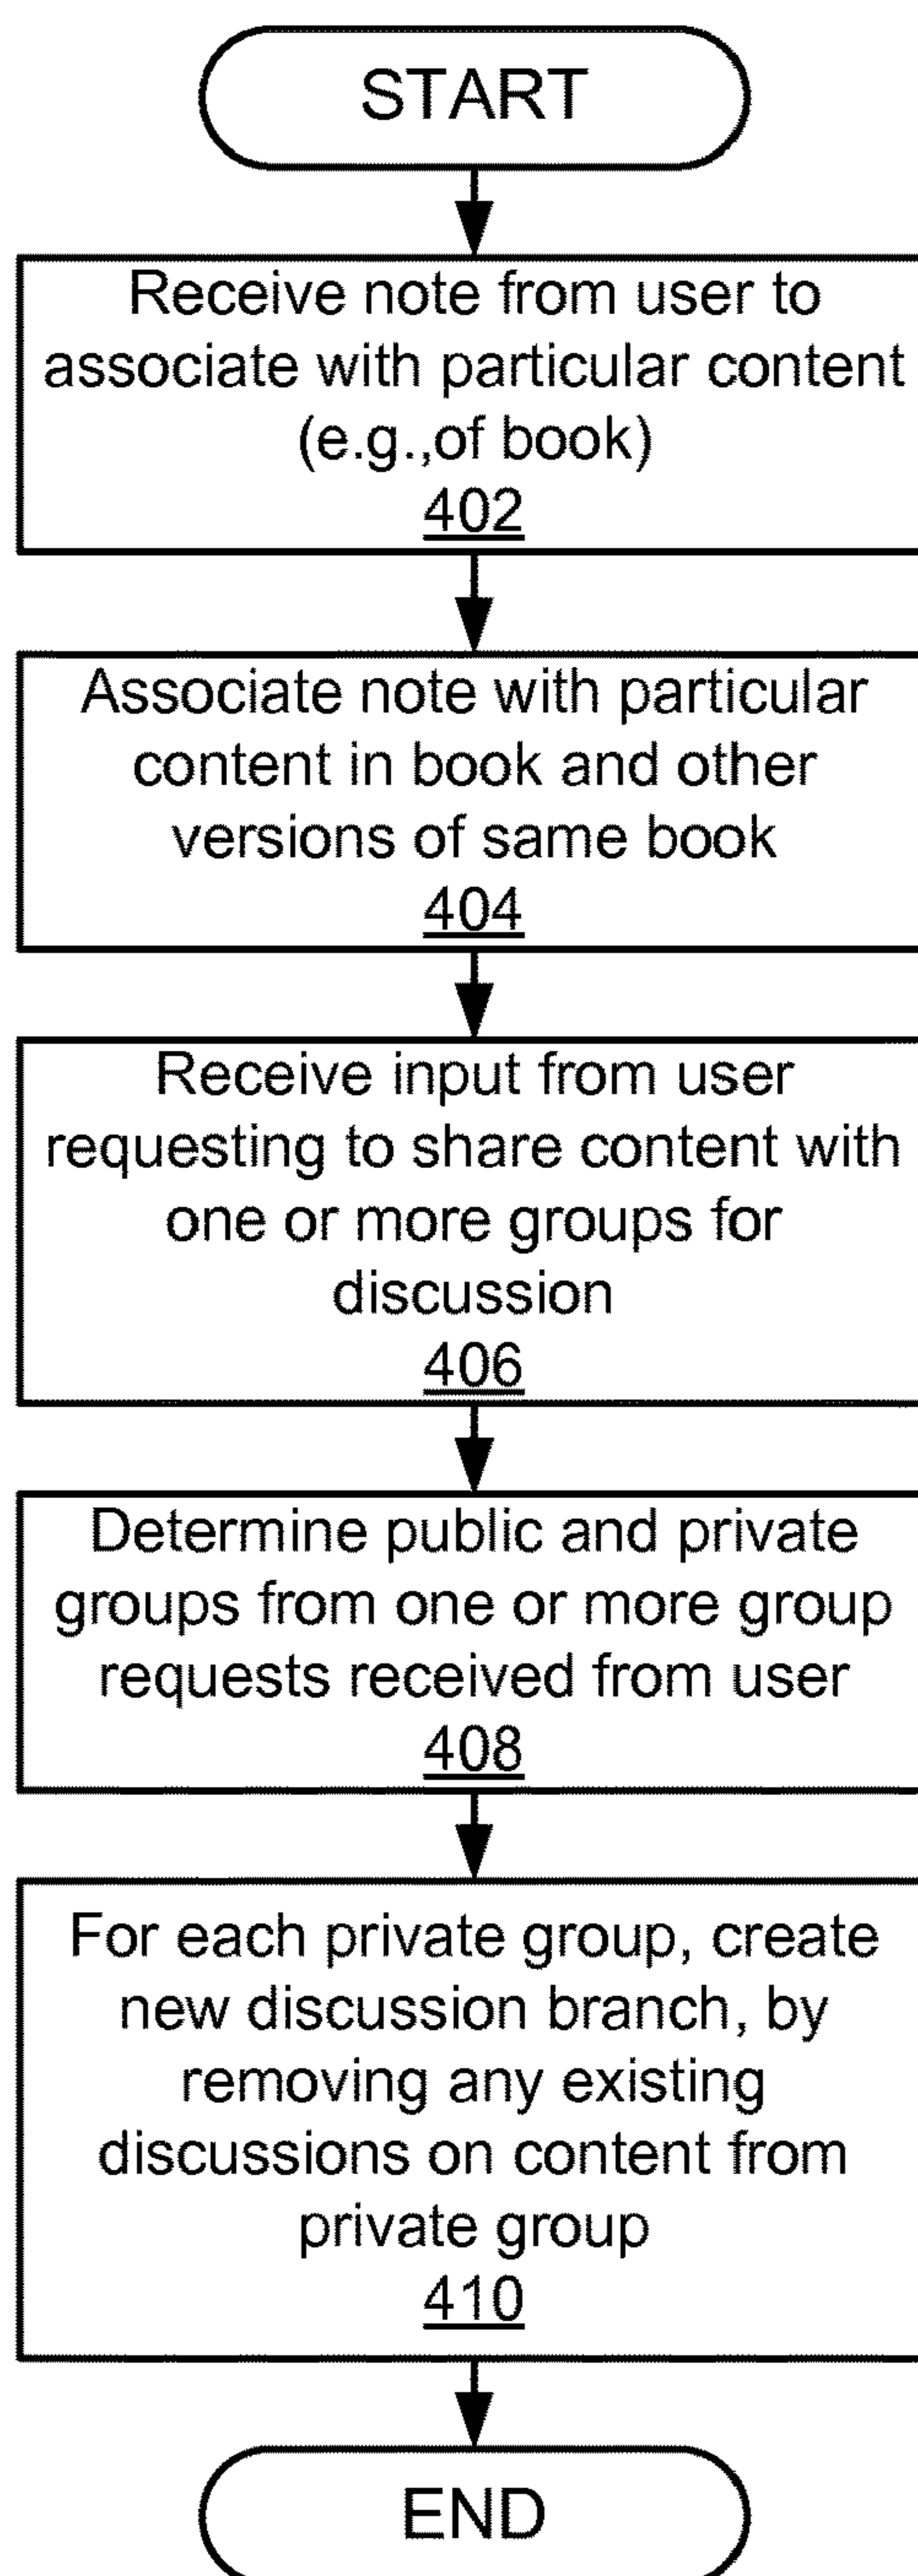 START
Receive note from user to
associate with particular content
(e.g.,of book)
402
Associate note with particular
content in book and other
versions of same book
404
Receive input from user
requesting to share content with
one or more groups for
discussion
406
Determine public and private
groups from one or more group
requests received from user
408
For each private group, create
new discussion branch, by
removing any existing
discussions on content from
private group
410
END